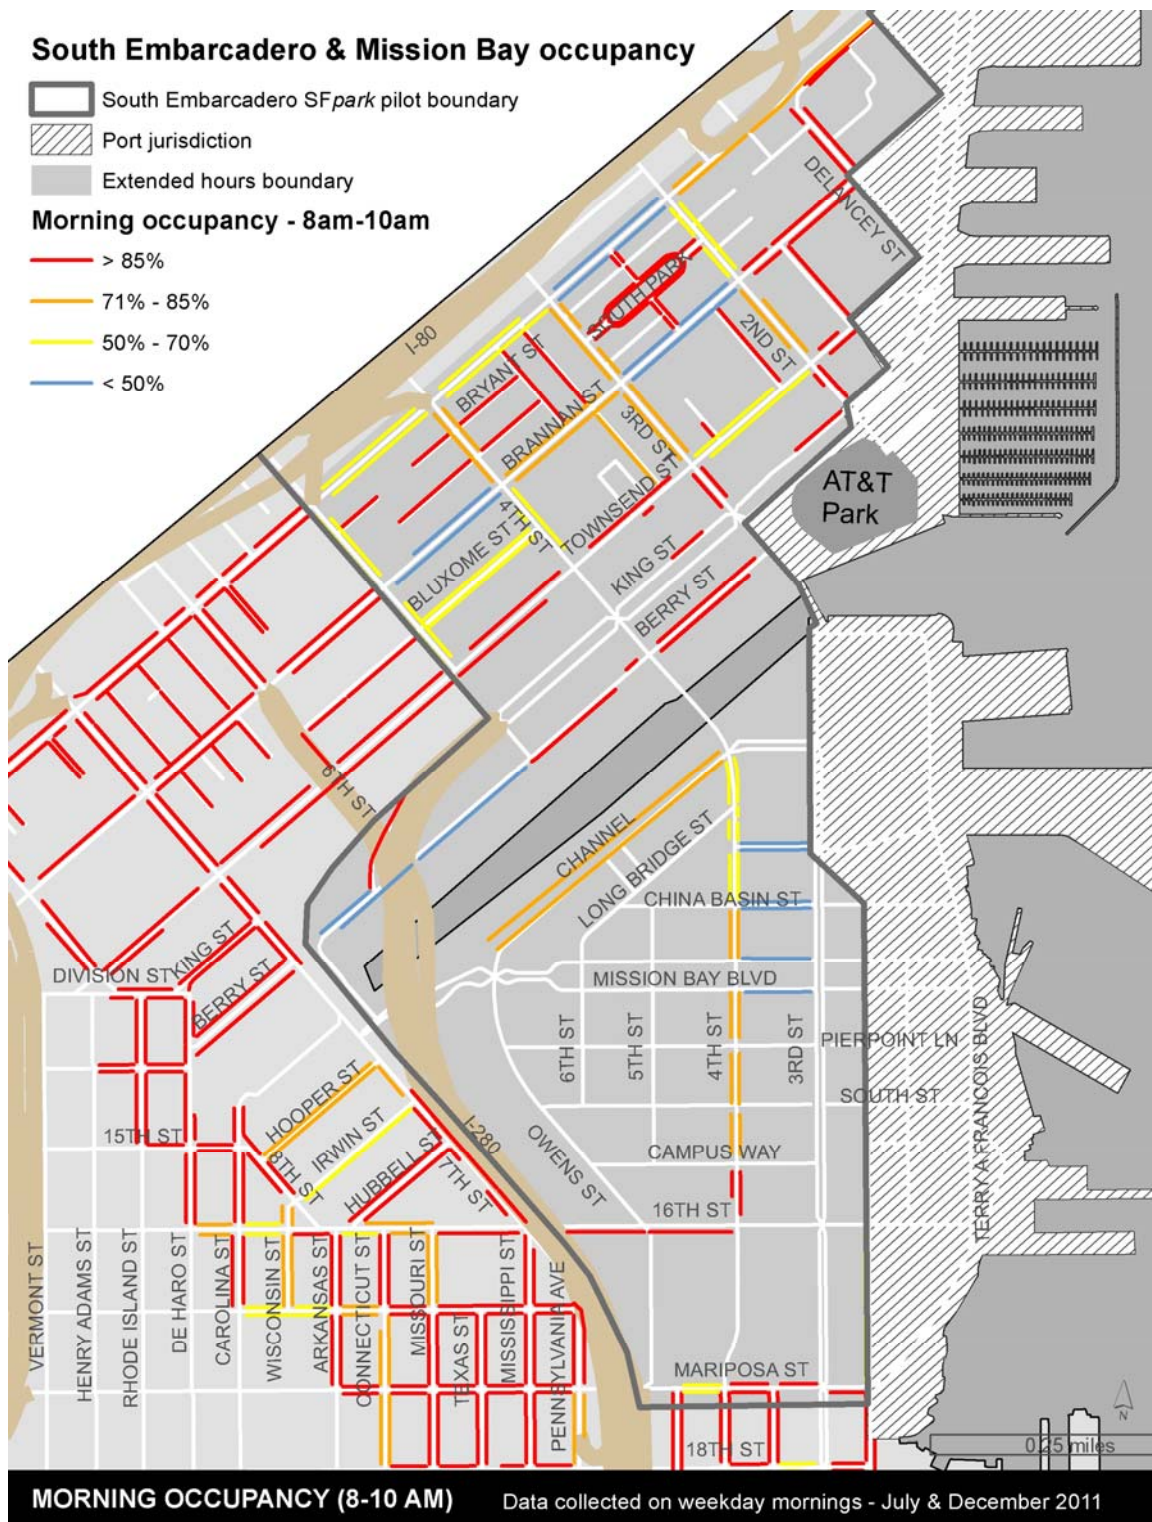 South Embarcadero & Mission Bay occupancy
South Embarcadero SFpark pilot boundary
Port jurisdiction
Extended hours boundary
Morning occupancy - 8am-10am
> 85%
71% - 85%
50% - 70%
< 50%
DELANCEY ST
SOUTH PARK
I-80
2ND ST
BRYANT ST
BRANNAN ST
3RD ST
AT&T
Park
TOWNSEND ST
4TH ST
BLUXOME ST
KING ST
BERRY ST
6TH ST
CHANNEL
LONG BRIDGE ST
CHINA BASIN ST
KING ST
DIVISION ST
BERRY ST
MISSION BAY BLVD
6TH ST
5TH ST
4TH ST
3RD ST
PIERPOINT LN
TERRY A FRANCOIS BLVD
SOUTH ST
HOOPER ST
I-280
15TH ST
IRWIN ST
8TH ST
HUBBELL ST
7TH ST
OWENS ST
CAMPUS WAY
16TH ST
VERMONT ST
HENRY ADAMS ST
RHODE ISLAND ST
DE HARO ST
CAROLINA ST
WISCONSIN ST
ARKANSAS ST
CONNECTICUT ST
MISSOURI ST
TEXAS ST
MISSISSIPPI ST
PENNSYLVANIA AVE
MARIPOSA ST
18TH ST
N
0.25 miles
MORNING OCCUPANCY (8-10 AM)
Data collected on weekday mornings - July & December 2011